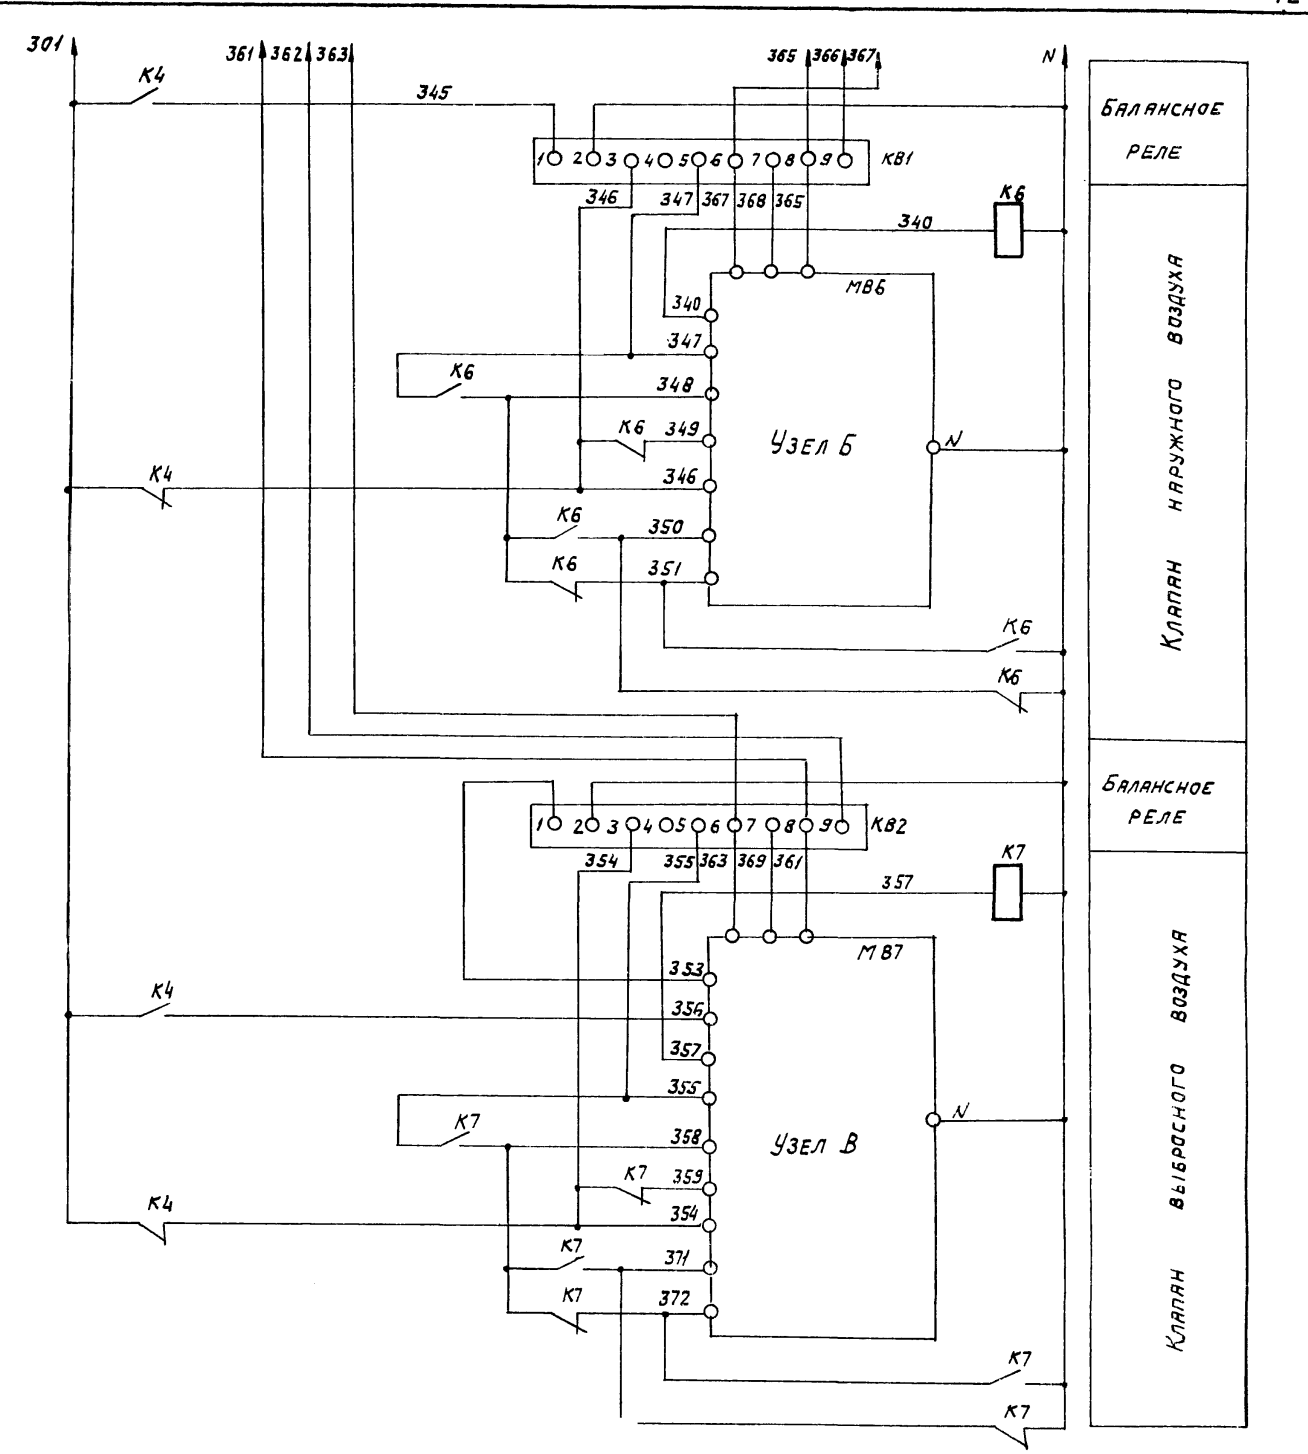 301
361 362 363
365 366 367
N
К4
345
1 2 3 4 5 6 7 8 9 КВ1
346 347 367 368 365
340
К6
МВ6
340
347
К6
348
К6 349
УЗЕЛ Б
N
К4
346
К6
350
К6
351
К6
К6
1 2 3 4 5 6 7 8 9 КВ2
354 355 363 369 361
357
К7
МВ7
353
К4
356
357
355
К7
358
УЗЕЛ В
N
К7 359
К4
354
К7
371
К7
372
К7
К7
БАЛАНСНОЕ
РЕЛЕ
КЛАПАН НАРУЖНОГО ВОЗДУХА
БАЛАНСНОЕ
РЕЛЕ
КЛАПАН ВЫБРОСНОГО ВОЗДУХА